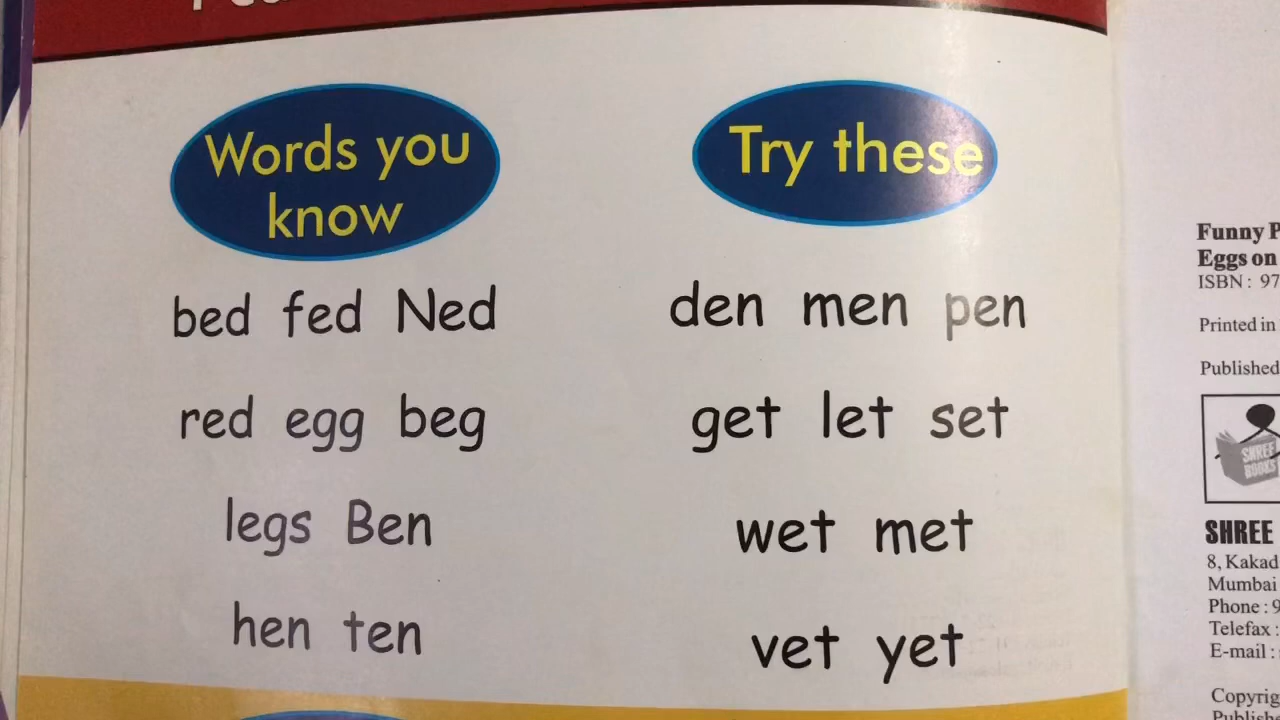 Words you
know
bed fed Ned
red egg beg
legs Ben
hen ten
Try these
den men pen
get let set
wet met
vet yet
Funny
Eggs on
ISBN: 97
Printed in
Published
SHREE
BOOKS
SHREE
8, Kakad
Mumbai
Phone : 9
Telefax :
E-mail :